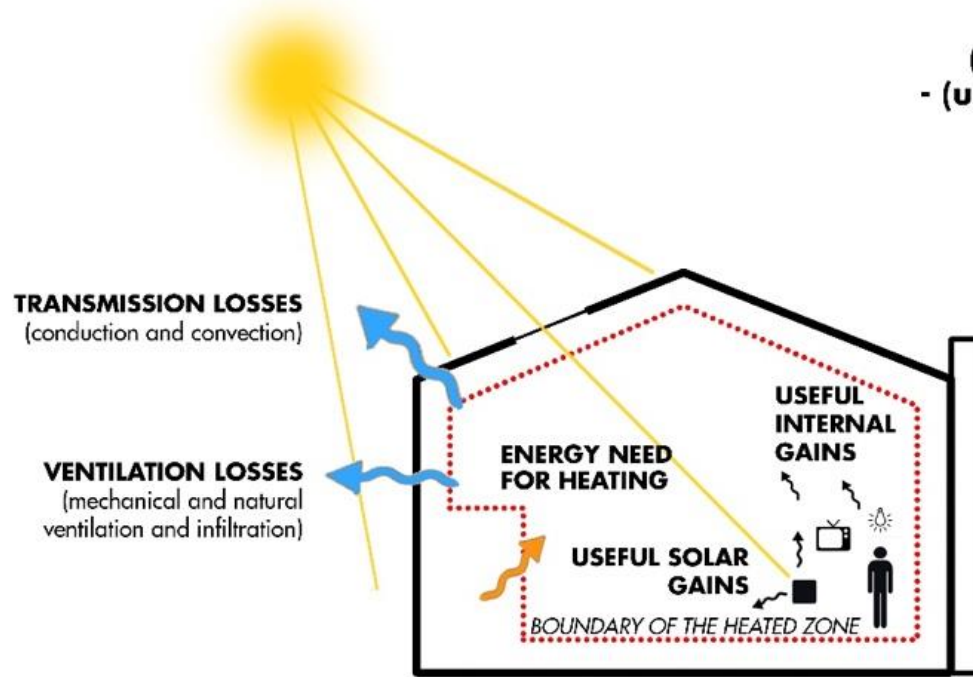 - (u
TRANSMISSION LOSSES
(conduction and convection)
VENTILATION LOSSES
(mechanical and natural
ventilation and infiltration)
ENERGY NEED
FOR HEATING
USEFUL
INTERNAL
GAINS
USEFUL SOLAR
GAINS
BOUNDARY OF THE HEATED ZONE